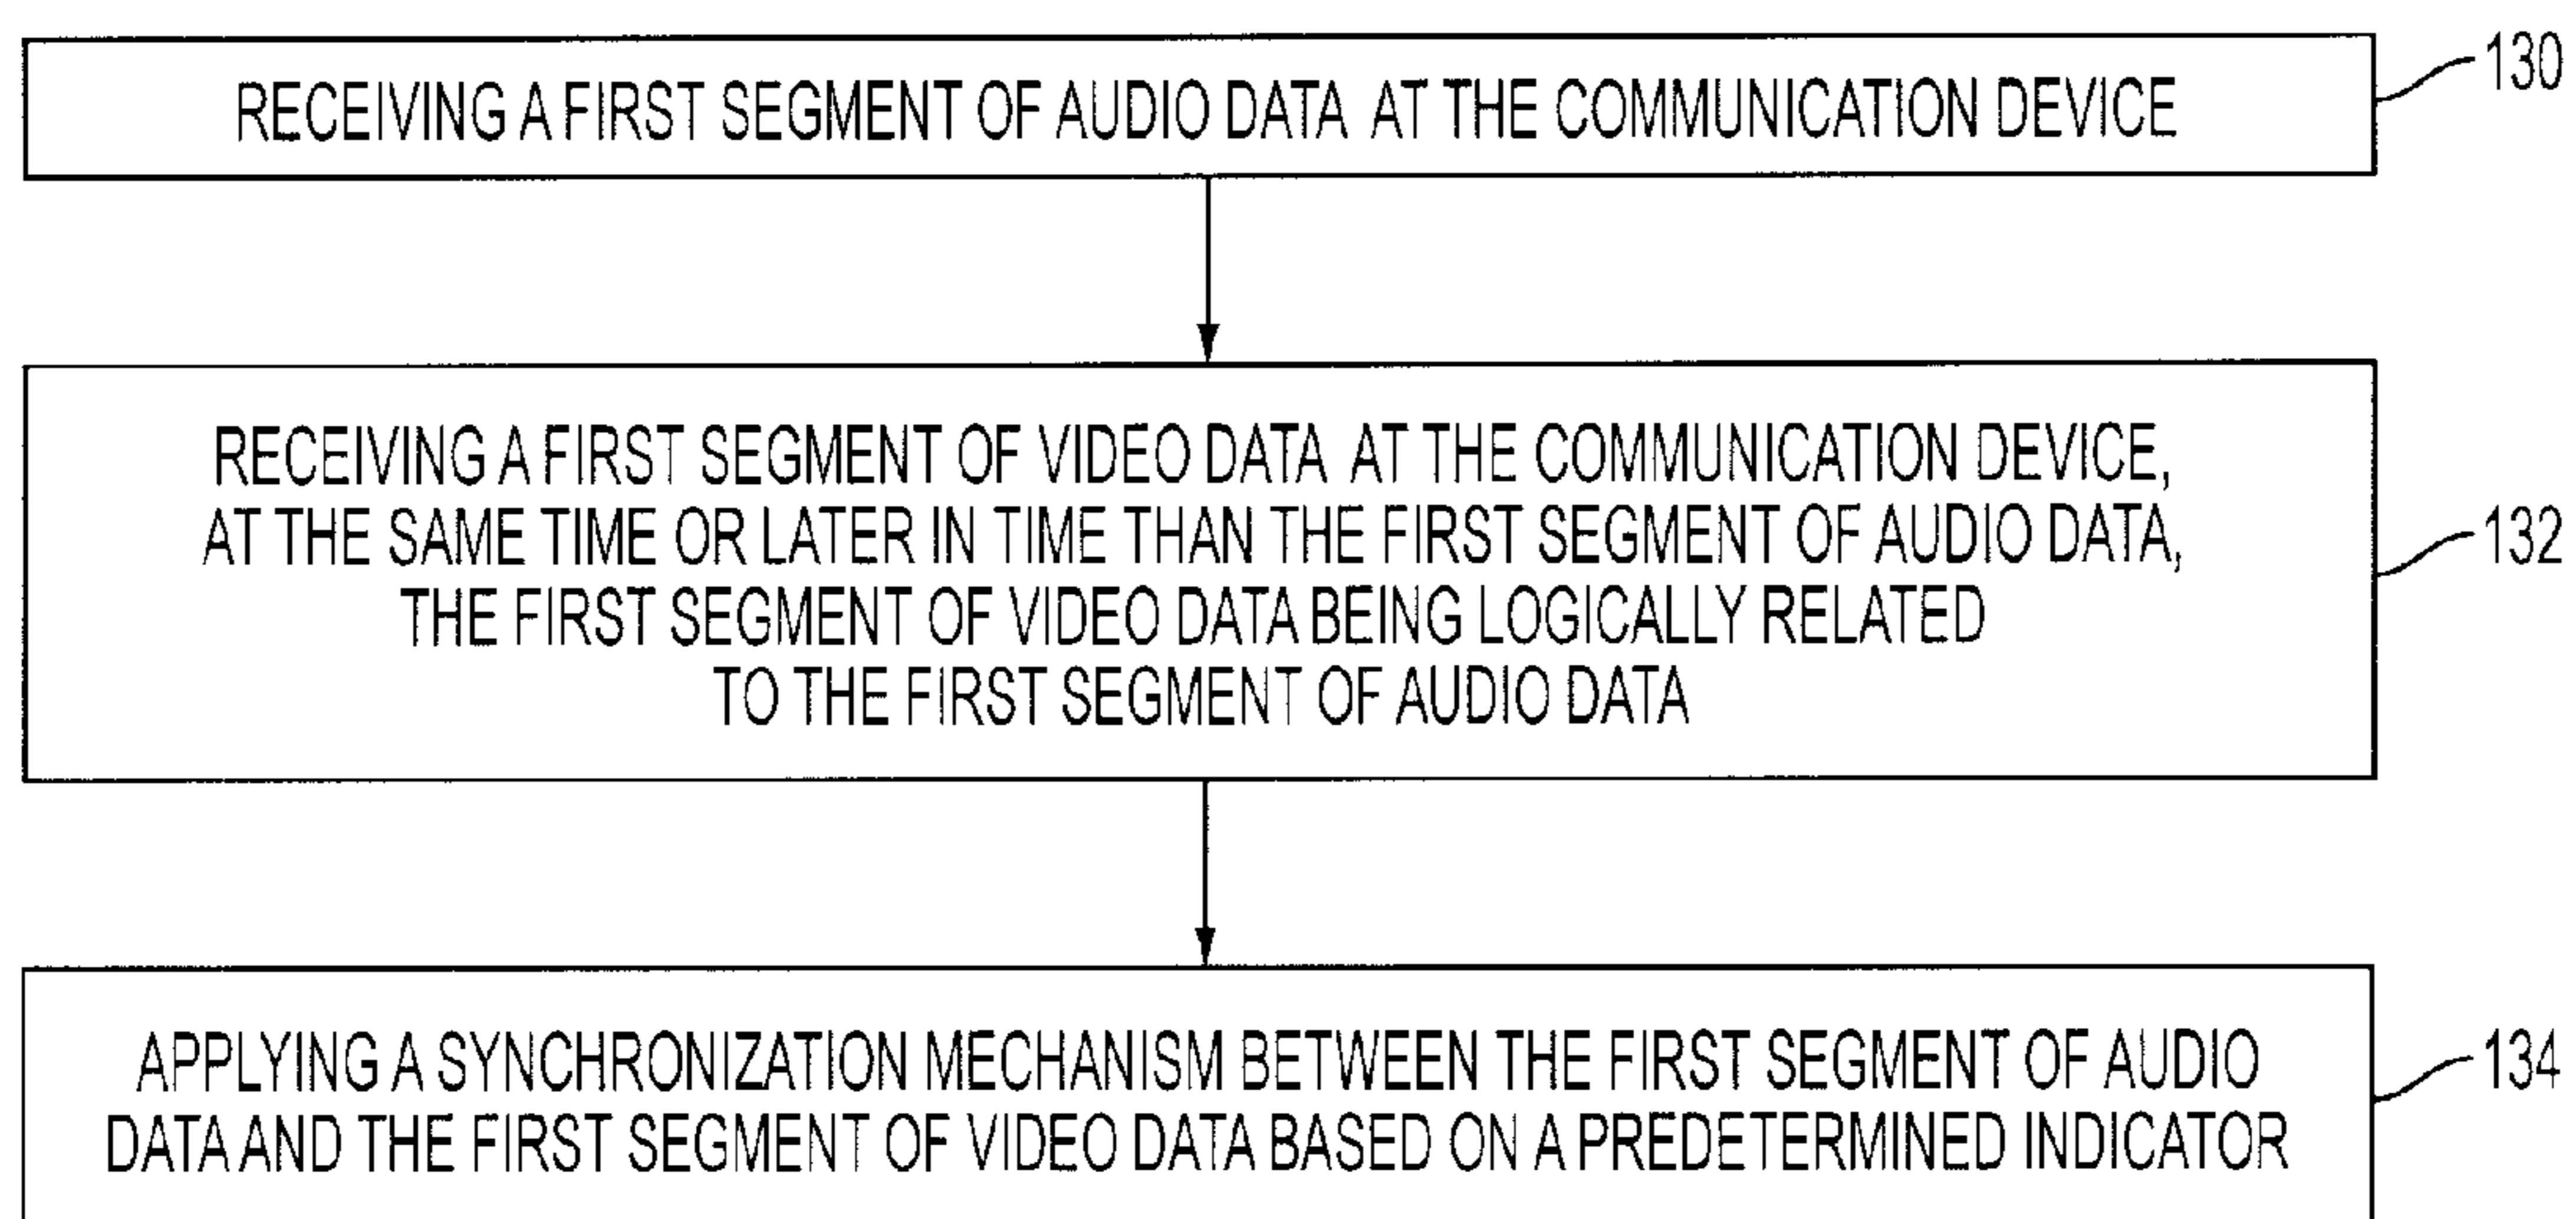 RECEIVING A FIRST SEGMENT OF AUDIO DATA AT THE COMMUNICATION DEVICE
130
RECEIVING A FIRST SEGMENT OF VIDEO DATA AT THE COMMUNICATION DEVICE,
AT THE SAME TIME OR LATER IN TIME THAN THE FIRST SEGMENT OF AUDIO DATA,
THE FIRST SEGMENT OF VIDEO DATA BEING LOGICALLY RELATED
TO THE FIRST SEGMENT OF AUDIO DATA
132
APPLYING A SYNCHRONIZATION MECHANISM BETWEEN THE FIRST SEGMENT OF AUDIO
DATA AND THE FIRST SEGMENT OF VIDEO DATA BASED ON A PREDETERMINED INDICATOR
134